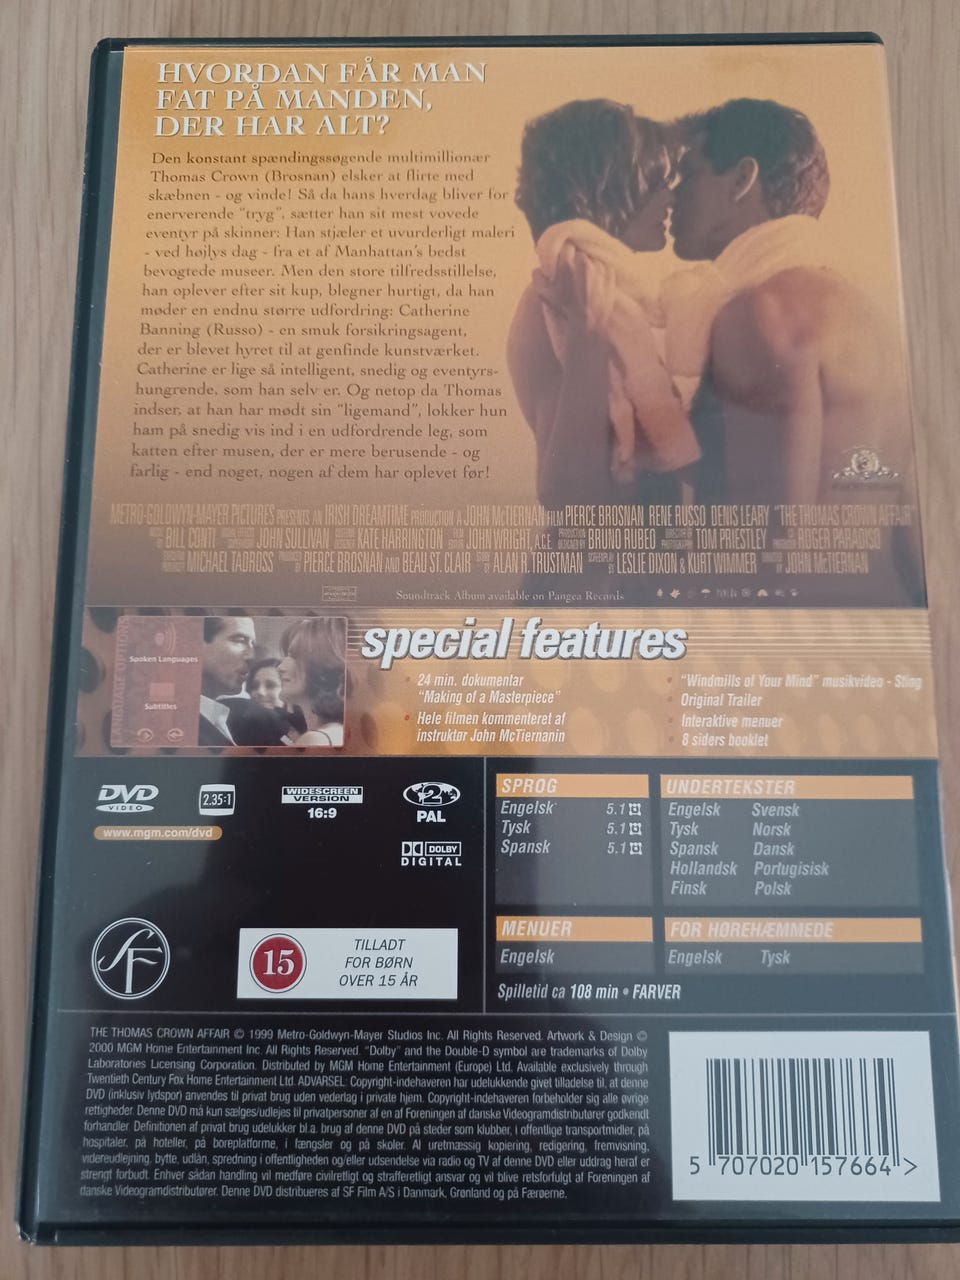 HVORDAN FÅR MAN
FAT PÅ MANDEN,
DER HAR ALT?
Den konstant spændingssøgende multimillionær
Thomas Crown (Brosnan) elsker at flirte med
skæbnen - og vinde! Så da hans hverdag bliver for
enerverende "tryg", sætter han sit mest vovede
eventyr på skinner: Han stjæler et uvurderligt maleri
- ved højlys dag - fra et af Manhattan's bedst
bevogtede museer. Men den store tilfredsstillelse,
han oplever efter sit kup, blegner hurtigt, da han
møder en endnu større udfordring: Catherine
Banning (Russo) - en smuk forsikringsagent,
der er blevet hyret til at genfinde kunstværket.
Catherine er lige så intelligent, snedig og eventyrs-
hungrende, som han selv er. Og netop da Thomas
indser, at han har mødt sin "ligemand", lokker hun
ham på snedig vis ind i en udfordrende leg, som
katten efter musen, der er mere berusende - og
farlig - end noget, nogen af dem har oplevet før!
METRO-GOLDWYN-MAYER PICTURES PRESENTS AN IRISH DREAMTIME PRODUCTION A JOHN McTIERNAN FILM PIERCE BROSNAN RENE RUSSO DENIS LEARY "THE THOMAS CROWN AFFAIR"
BILL CONTI JOHN SULLIVAN KATE HARRINGTON JOHN WRIGHT, A.C.E. PRODUCTION DESIGNED BY BRUNO RUBEO DIRECTOR OF PHOTOGRAPHY TOM PRIESTLEY ROGER PARADISO
MICHAEL TADROSS PRODUCED BY PIERCE BROSNAN AND BEAU ST. CLAIR STORY BY ALAN R. TRUSTMAN SCREENPLAY BY LESLIE DIXON & KURT WIMMER DIRECTED BY JOHN McTIERNAN
Soundtrack Album available on Pangea Records
LANGUAGE OPTIONS
Spoken Languages
Subtitles
special features
• 24 min. dokumentar
"Making of a Masterpiece"
• Hele filmen kommenteret af
instruktør John McTiernanin
• "Windmills of Your Mind" musikvideo - Sting
• Original Trailer
• Interaktive menuer
• 8 siders booklet
DVD
VIDEO
2.35:1
WIDESCREEN
VERSION
16:9
2
PAL
www.mgm.com/dvd
DOLBY
DIGITAL
SPROG
Engelsk 5.1
Tysk 5.1
Spansk 5.1
UNDERTEKSTER
Engelsk Svensk
Tysk Norsk
Spansk Dansk
Hollandsk Portugisisk
Finsk Polsk
MENUER
Engelsk
FOR HØREHÆMMEDE
Engelsk Tysk
Spilletid ca 108 min • FARVER
SF
15
TILLADT
FOR BØRN
OVER 15 ÅR
THE THOMAS CROWN AFFAIR © 1999 Metro-Goldwyn-Mayer Studios Inc. All Rights Reserved. Artwork & Design ©
2000 MGM Home Entertainment Inc. All Rights Reserved. "Dolby" and the Double-D symbol are trademarks of Dolby
Laboratories Licensing Corporation. Distributed by MGM Home Entertainment (Europe) Ltd. Available exclusively through
Twentieth Century Fox Home Entertainment Ltd. ADVARSEL: Copyright-indehaveren har udelukkende givet tilladelse til, at denne
DVD (inklusiv lydspor) anvendes til privat brug uden vederlag i private hjem. Copyright-indehaveren forbeholder sig alle øvrige
rettigheder. Denne DVD må kun sælges/udlejes til privatpersoner af en af Foreningen af danske Videogramdistributører godkendt
forhandler. Definitionen af privat brug udelukker bl.a. brug af denne DVD på steder som klubber, i offentlige transportmidler, på
hospitaler, på hoteller, på boreplatforme, i fængsler og på skoler. Al uretmæssig kopiering, redigering, fremvisning,
videreudlejning, bytte, udlån, spredning i offentligheden og/eller udsendelse via radio og TV af denne DVD eller uddrag heraf er
strengt forbudt. Enhver sådan handling vil medføre civilretligt og strafferetligt ansvar og vil blive retsforfulgt af Foreningen af
danske Videogramdistributører. Denne DVD distribueres af SF Film A/S i Danmark, Grønland og på Færøerne.
5 707020 157664 >